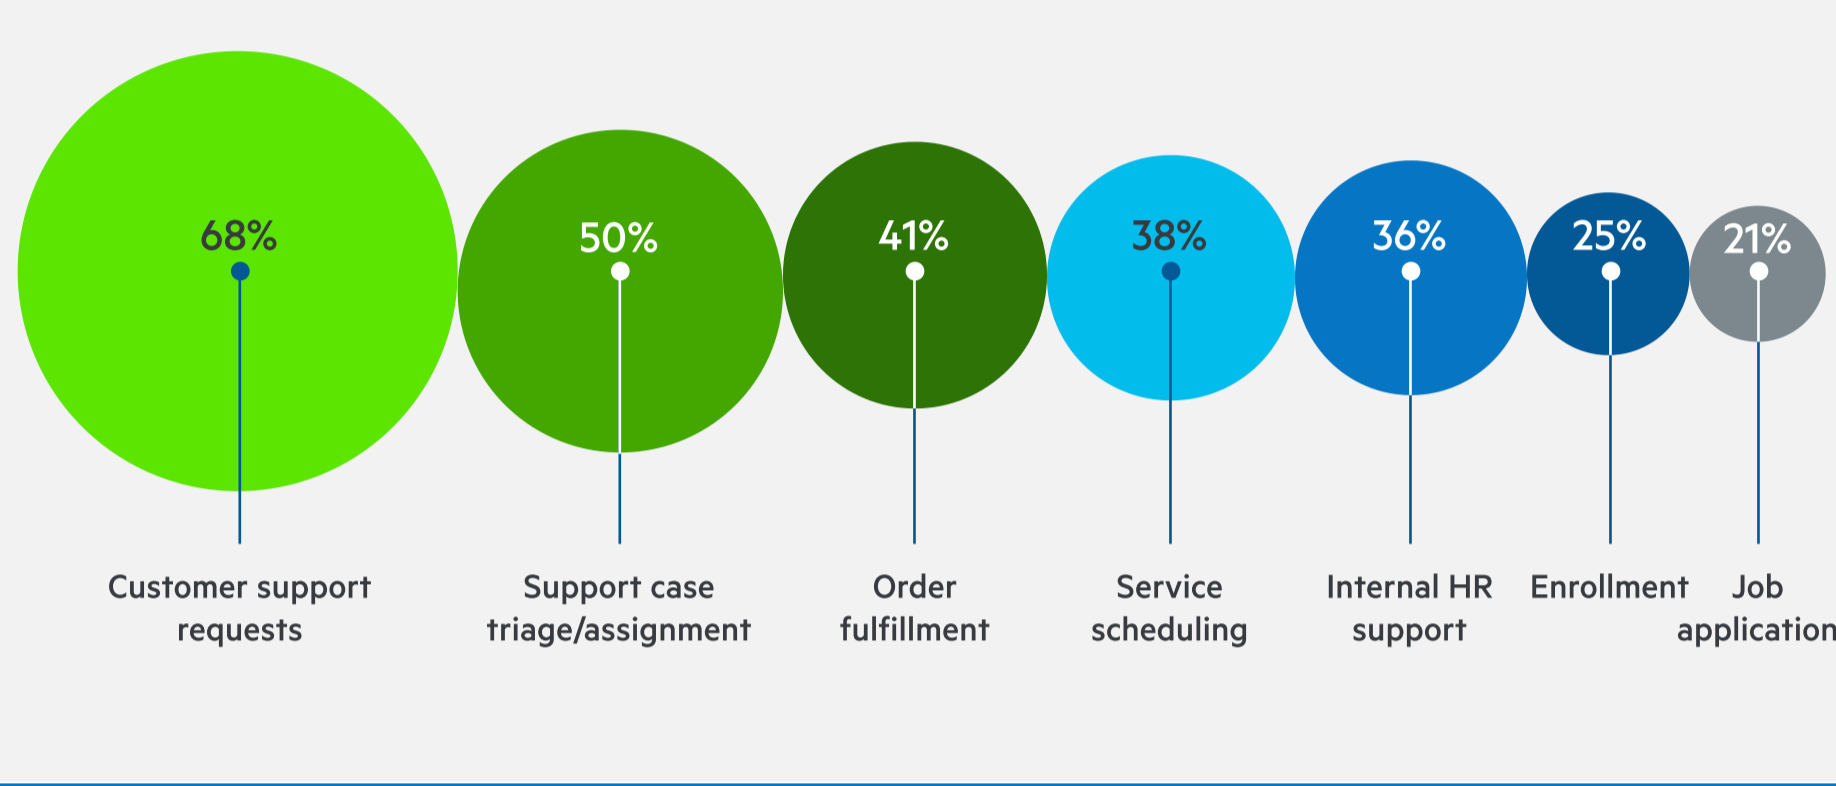 68%
50%
41%
38%
36%
25%
21%
Customer support
requests
Support case
triage/assignment
Order
fulfillment
Service
scheduling
Internal HR
support
Enrollment
Job
application